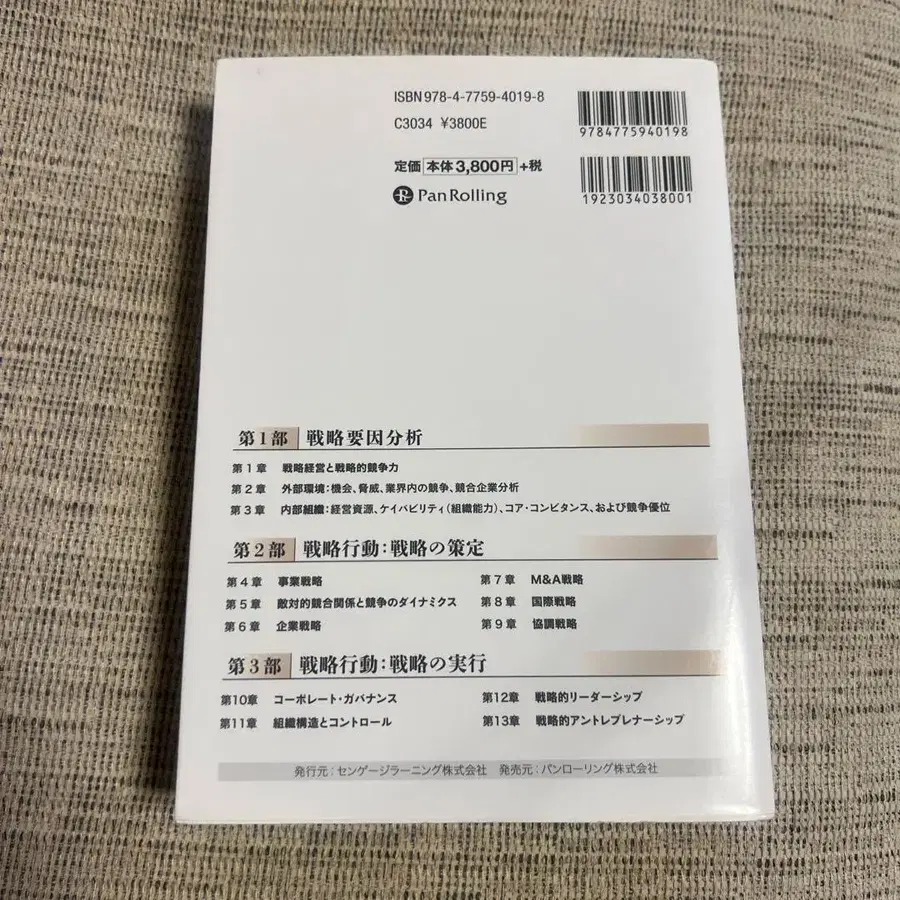 ISBN978-4-7759-4019-8
C3034 ¥3800E
9784775940198
定価 本体3,800円 +税
PanRolling
1923034038001
第1部 戦略要因分析
第1章 戦略経営と戦略的競争力
第2章 外部環境：機会、脅威、業界内の競争、競合企業分析
第3章 内部組織：経営資源、ケイパビリティ（組織能力）、コア・コンピタンス、および競争優位
第2部 戦略行動：戦略の策定
第4章 事業戦略
第5章 敵対的競合関係と競争のダイナミクス
第6章 企業戦略
第7章 M&A戦略
第8章 国際戦略
第9章 協調戦略
第3部 戦略行動：戦略の実行
第10章 コーポレート・ガバナンス
第11章 組織構造とコントロール
第12章 戦略的リーダーシップ
第13章 戦略的アントレプレナーシップ
発行元：センゲージラーニング株式会社 発売元：パンローリング株式会社